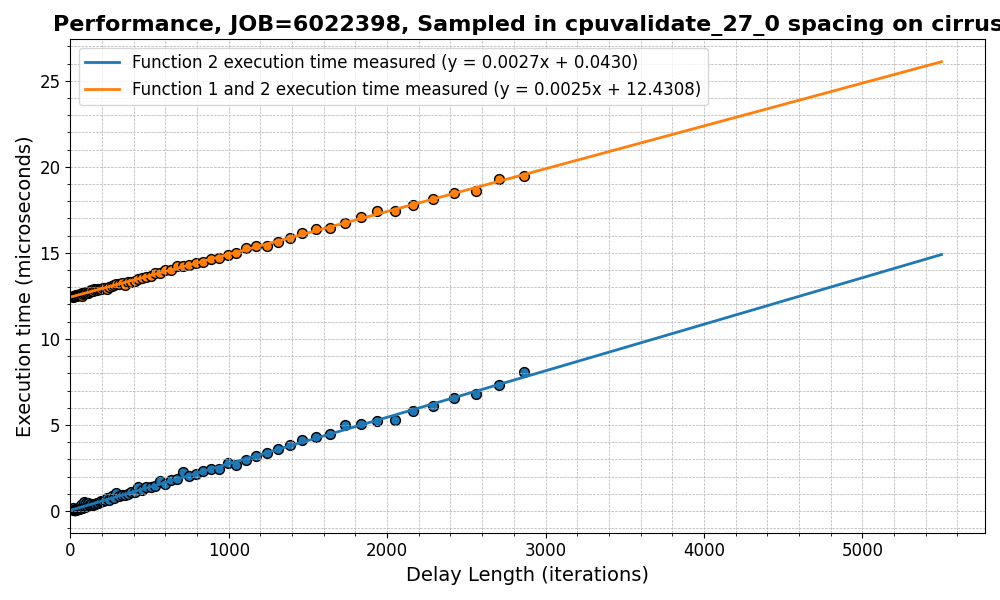 Performance, JOB=6022398, Sampled in cpuvalidate_27_0 spacing on cirrus
Function 2 execution time measured (y = 0.0027x + 0.0430)
Function 1 and 2 execution time measured (y = 0.0025x + 12.4308)
Execution time (microseconds)
25
20
15
10
5
0
0 1000 2000 3000 4000 5000
Delay Length (iterations)